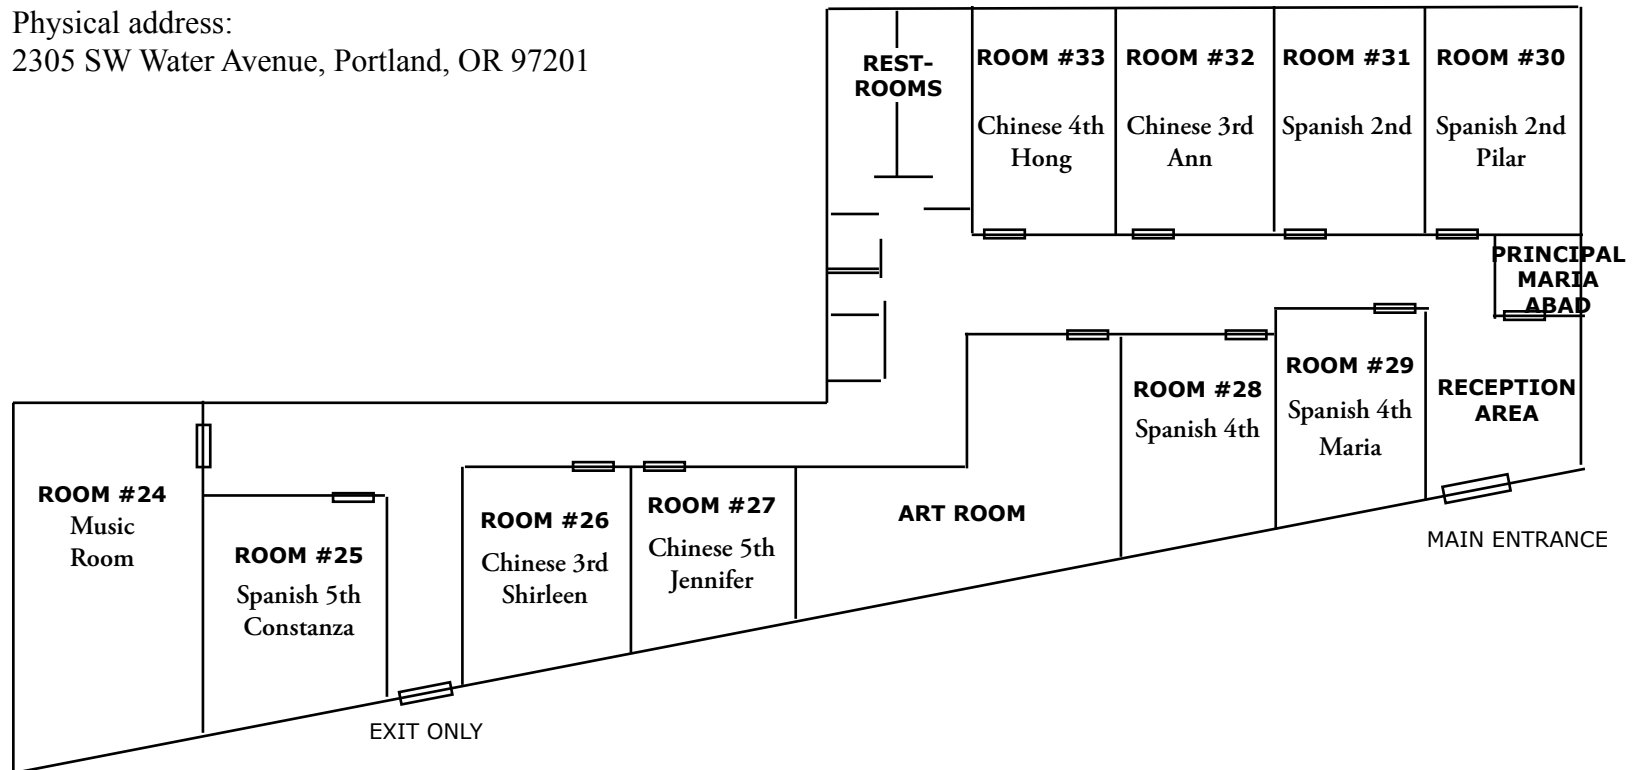 Physical address:
2305 SW Water Avenue, Portland, OR 97201
REST-
ROOMS
ROOM #33
Chinese 4th
Hong
ROOM #32
Chinese 3rd
Ann
ROOM #31
Spanish 2nd
ROOM #30
Spanish 2nd
Pilar
PRINCIPAL
MARIA
ABAD
ROOM #24
Music
Room
ROOM #25
Spanish 5th
Constanza
ROOM #26
Chinese 3rd
Shirleen
ROOM #27
Chinese 5th
Jennifer
ART ROOM
ROOM #28
Spanish 4th
ROOM #29
Spanish 4th
Maria
RECEPTION
AREA
MAIN ENTRANCE
EXIT ONLY